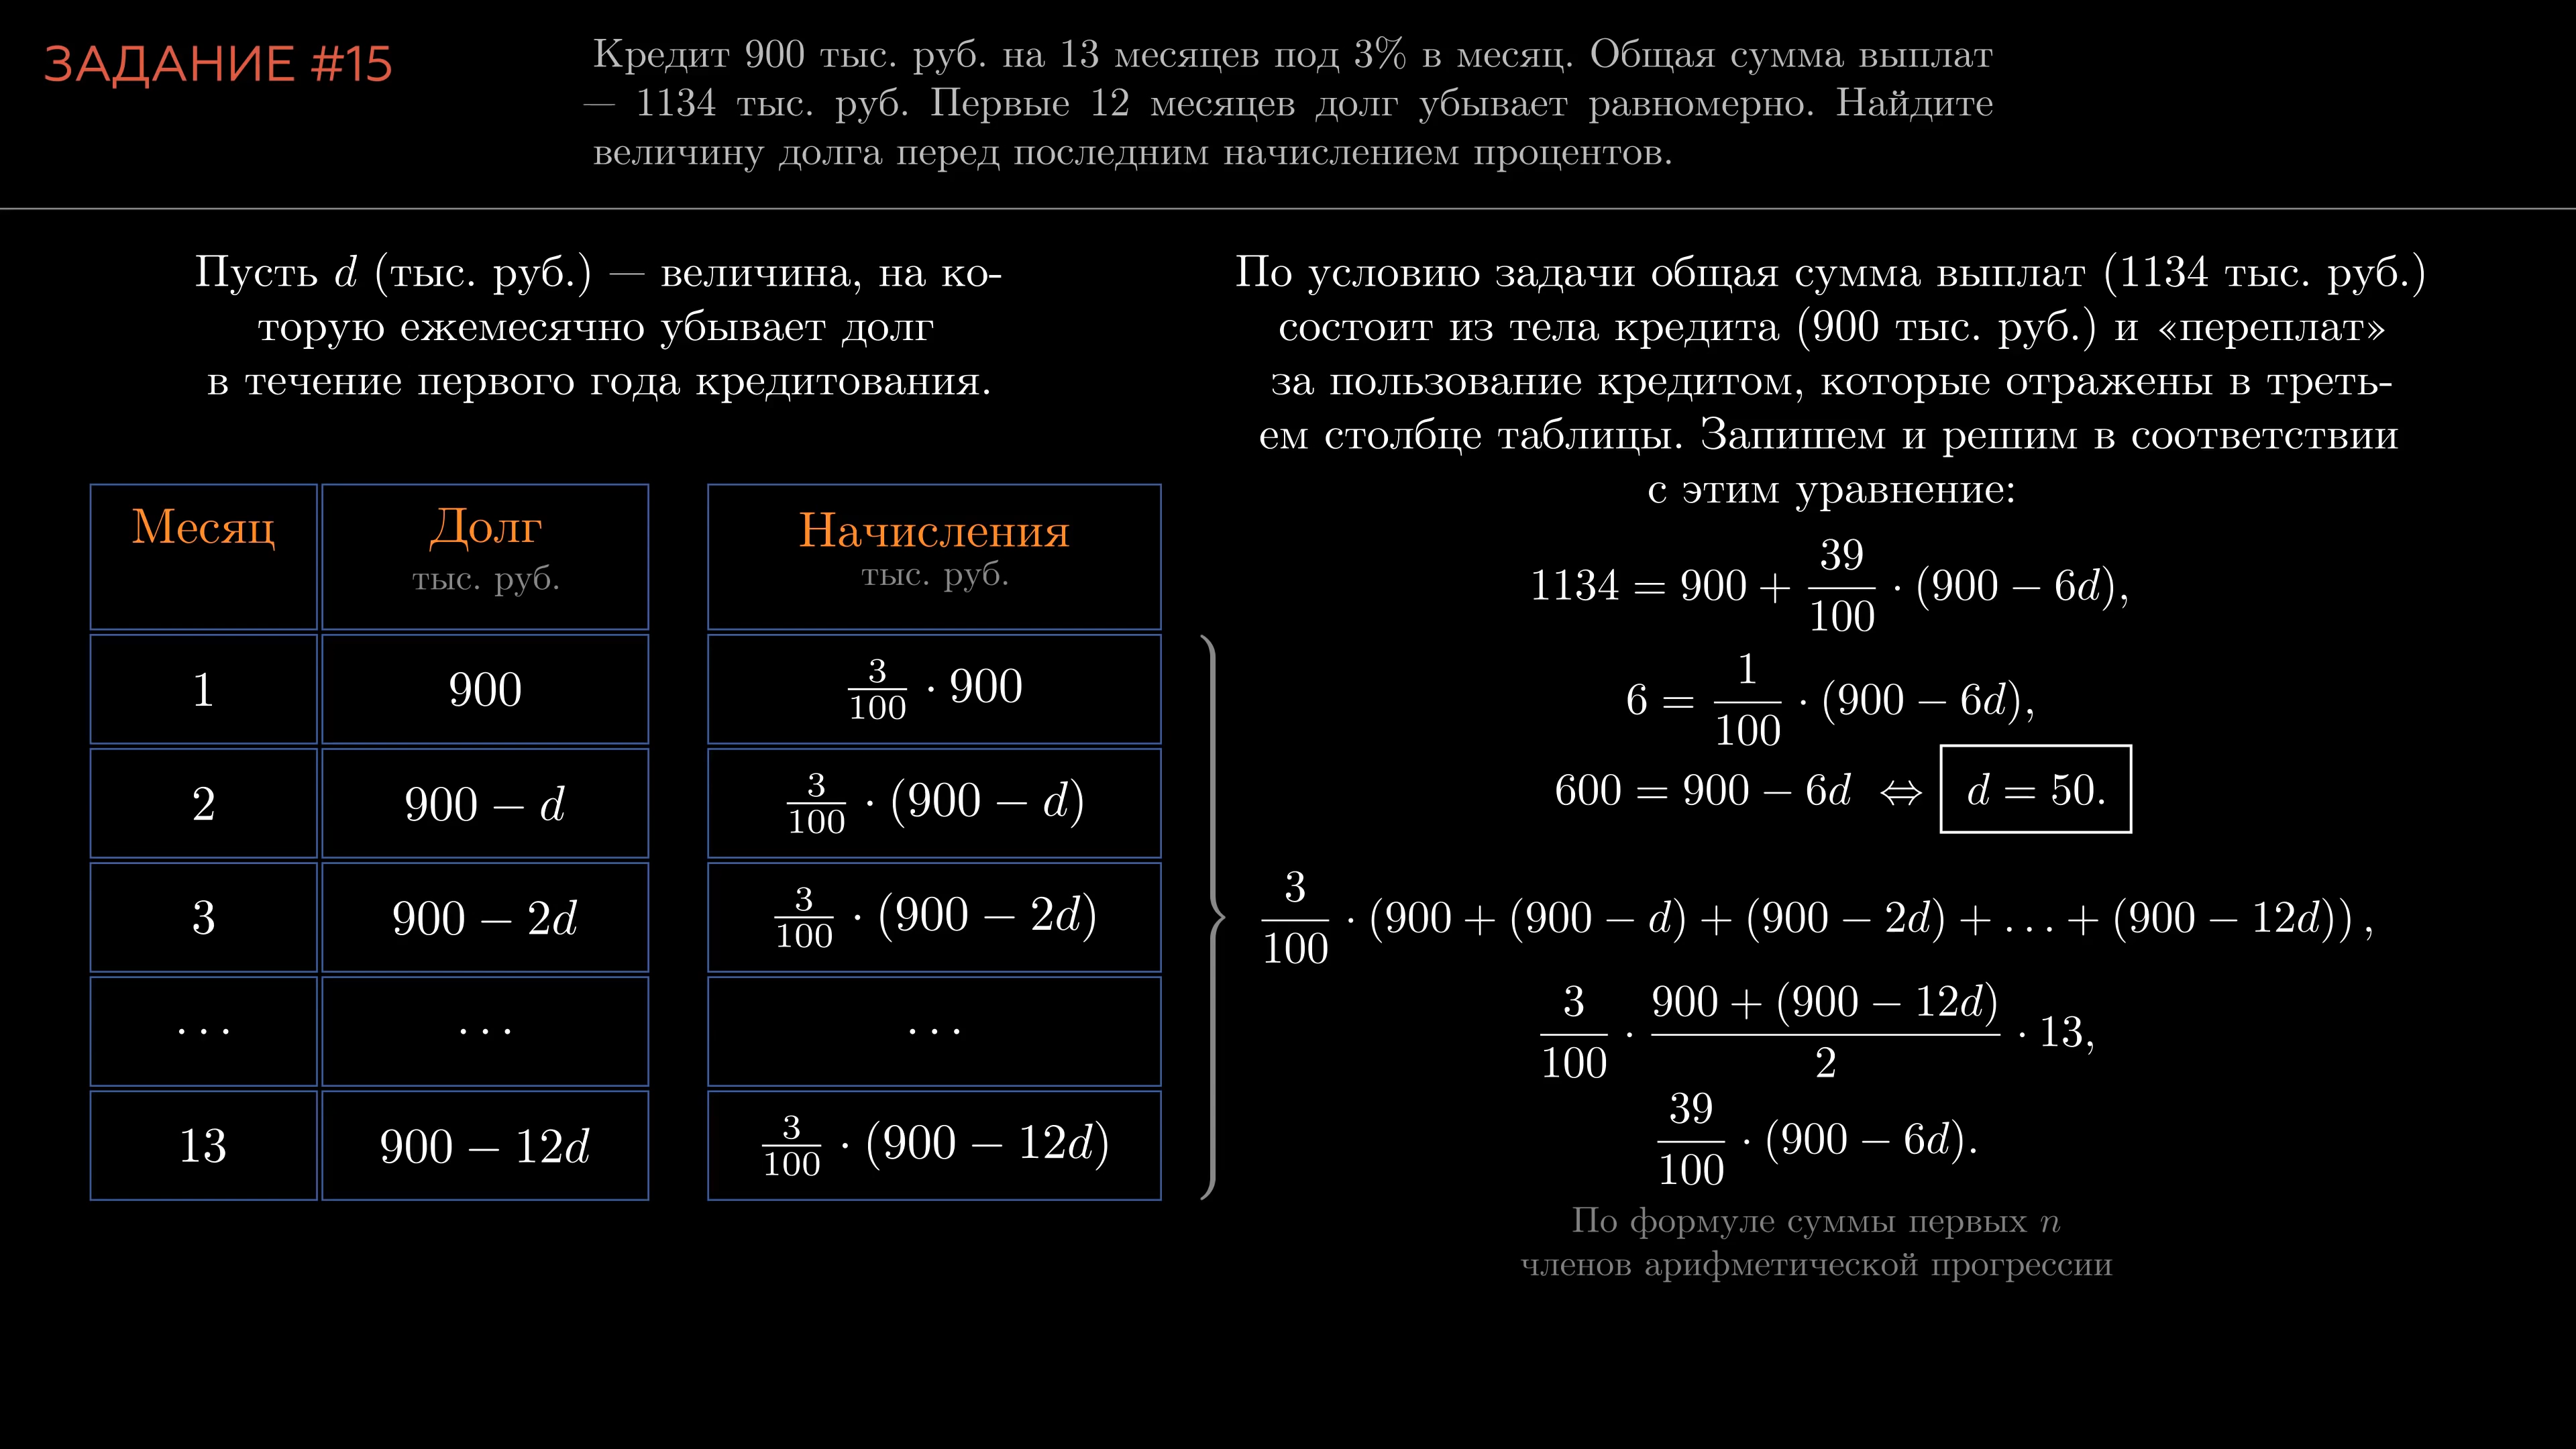 ЗАДАНИЕ #15
Кредит 900 тыс. руб. на 13 месяцев под 3% в месяц. Общая сумма выплат
— 1134 тыс. руб. Первые 12 месяцев долг убывает равномерно. Найдите
величину долга перед последним начислением процентов.
Пусть d (тыс. руб.) — величина, на ко-
торую ежемесячно убывает долг
в течение первого года кредитования.
Месяц Долг Начисления
тыс. руб. тыс. руб.
1 900 3/100 · 900
2 900 − d 3/100 · (900 − d)
3 900 − 2d 3/100 · (900 − 2d)
... ... ...
13 900 − 12d 3/100 · (900 − 12d)
По условию задачи общая сумма выплат (1134 тыс. руб.)
состоит из тела кредита (900 тыс. руб.) и «переплат»
за пользование кредитом, которые отражены в треть-
ем столбце таблицы. Запишем и решим в соответствии
с этим уравнение:
1134 = 900 + 39/100 · (900 − 6d),
6 = 1/100 · (900 − 6d),
600 = 900 − 6d ⇔ d = 50.
3/100 · (900 + (900 − d) + (900 − 2d) + ... + (900 − 12d)),
3/100 · (900 + (900 − 12d))/2 · 13,
39/100 · (900 − 6d).
По формуле суммы первых n
членов арифметической прогрессии